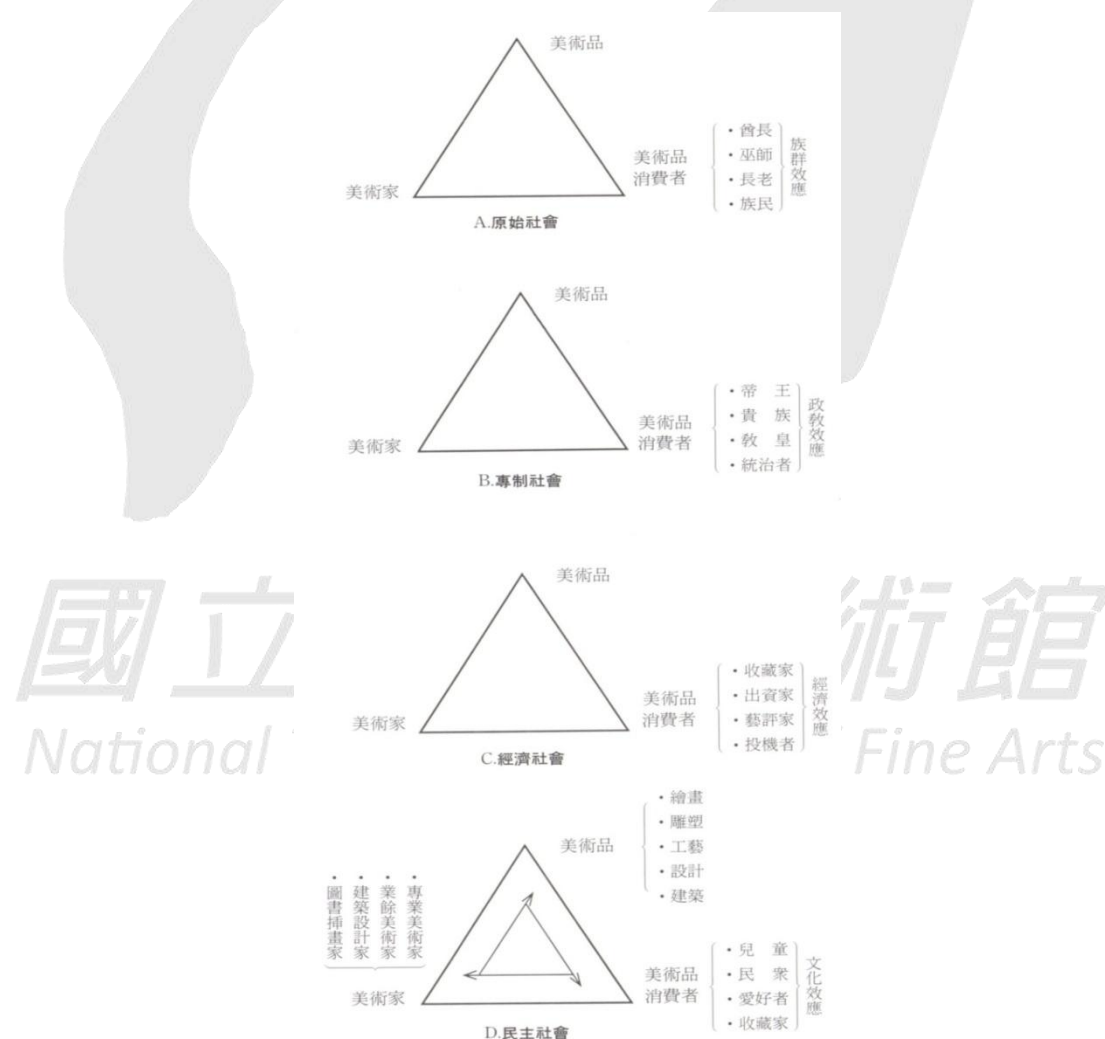 美術品
美術家
美術品
消費者
・酋長
・巫師
・長老
・族民
族群效應
A.原始社會
美術品
美術家
美術品
消費者
・帝 王
・貴 族
・教 皇
・統治者
政教效應
B.專制社會
美術品
美術家
美術品
消費者
・收藏家
・出資家
・藝評家
・投機者
經濟效應
C.經濟社會
美術品
・繪畫
・雕塑
・工藝
・設計
・建築
・專業美術家
・業餘美術家
・建築設計家
・圖書挿畫家
美術家
美術品
消費者
・兒 童
・民 衆
・愛好者
・收藏家
文化效應
D.民主社會
國立
術館
National
Fine Arts